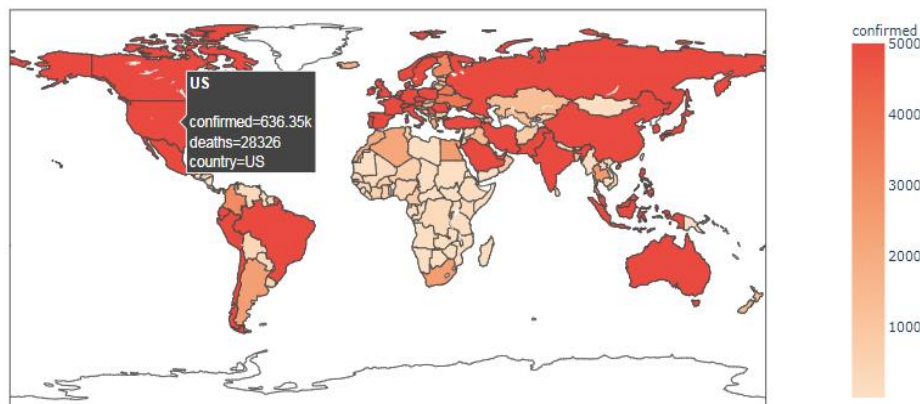 US
confirmed=636.35k
deaths=28326
country=US
confirmed
5000
4000
3000
2000
1000